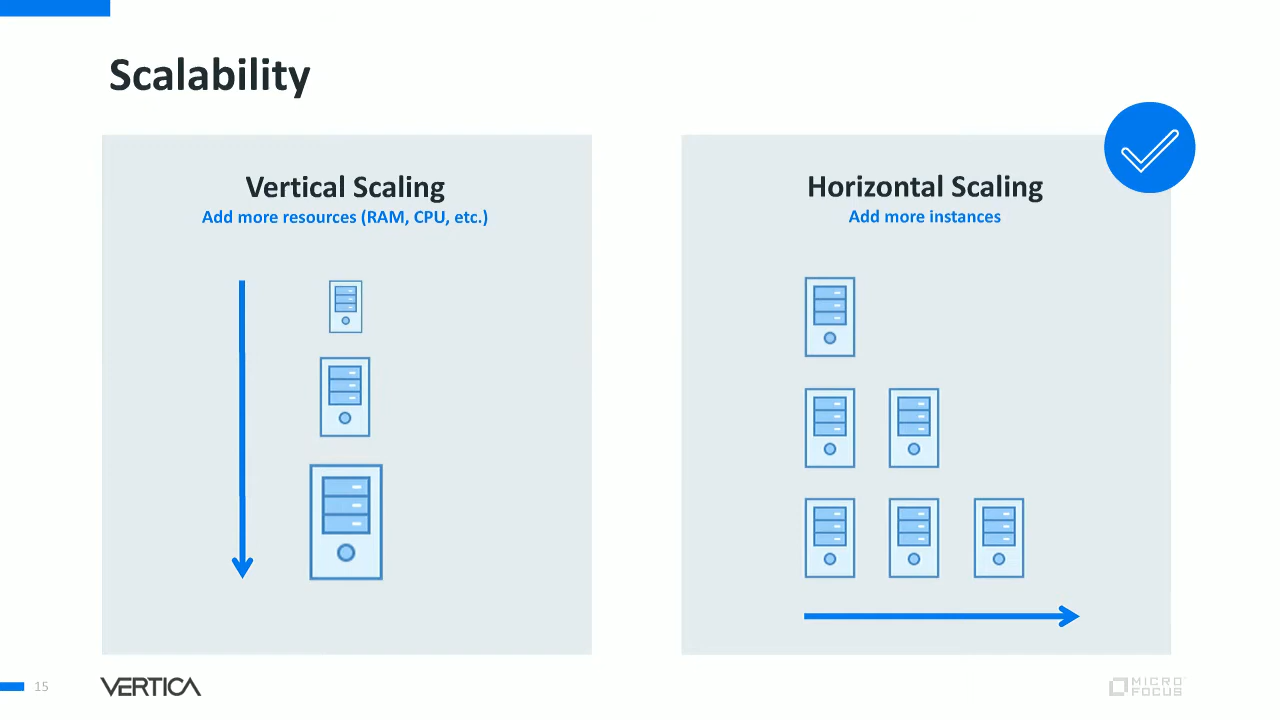 Scalability
Vertical Scaling
Add more resources (RAM, CPU, etc.)
Horizontal Scaling
Add more instances
15
VERTICA
MICRO
FOCUS